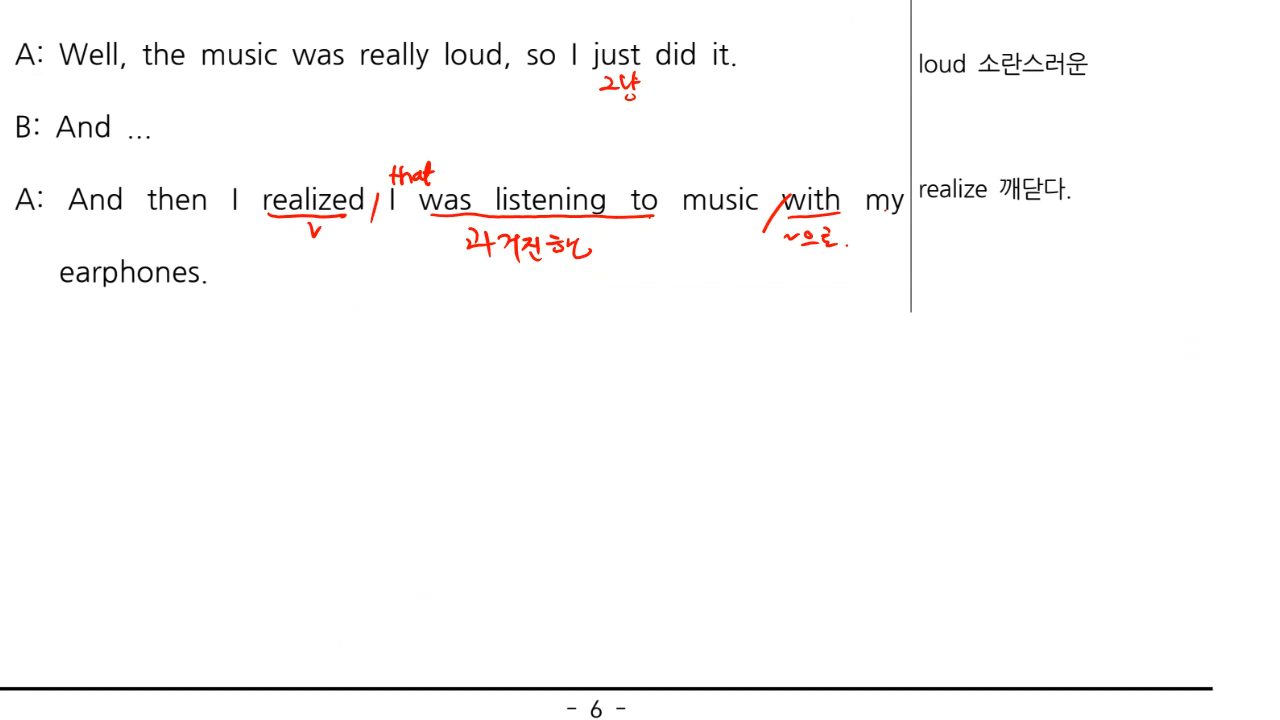 A: Well, the music was really loud, so I just did it.
loud 소란스러운
그냥
B: And ...
that
A: And then I realized / I was listening to music / with my
realize 깨닫다.
v
과거진행
~으로.
earphones.
- 6 -